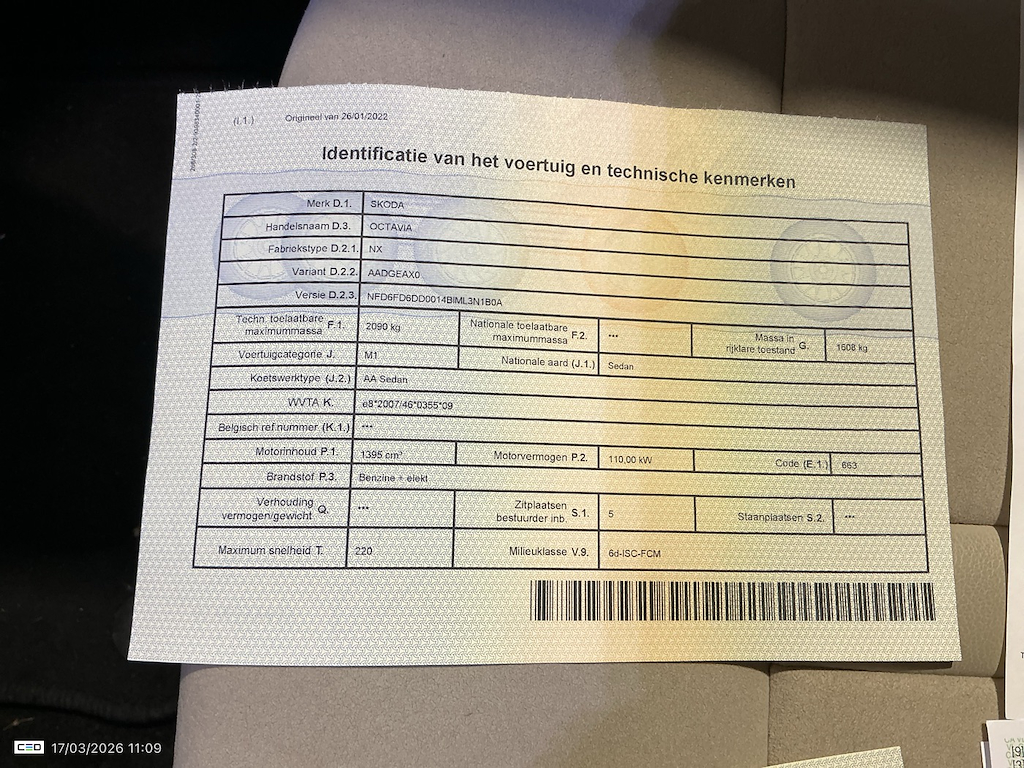 (I.1.) Origineel van 26/01/2022
Identificatie van het voertuig en technische kenmerken
Merk D.1. SKODA
Handelsnaam D.3. OCTAVIA
Fabriekstype D.2.1. NX
Variant D.2.2. AADGEAX0
Versie D.2.3. NFD6FD6DD0014BIML3N1B0A
Techn. toelaatbare maximummassa F.1. 2090 kg Nationale toelaatbare maximummassa F.2. *** Massa in rijklare toestand G. 1608 kg
Voertuigcategorie J. M1 Nationale aard (J.1.) Sedan
Koetswerktype (J.2.) AA Sedan
WVTA K. e8*2007/46*0355*09
Belgisch ref.nummer (K.1.) ***
Motorinhoud P.1. 1395 cm³ Motorvermogen P.2. 110,00 kW Code (E.1.) 663
Brandstof P.3. Benzine + elekt
Verhouding vermogen/gewicht Q. *** Zitplaatsen bestuurder inb. S.1. 5 Staanplaatsen S.2. ***
Maximum snelheid T. 220 Milieuklasse V.9. 6d-ISC-FCM
CEO 17/03/2026 11:09
[9]